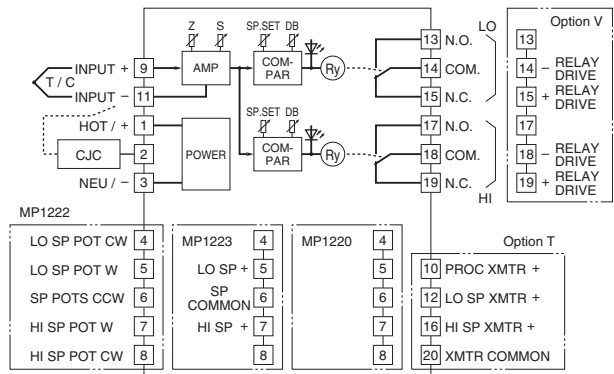 Z S SP.SET DB LO Option V
INPUT + 9 AMP COM-PAR Ry 13 N.O. 13
T / C 14 COM. 14 – RELAY DRIVE
INPUT – 11 15 N.C. 15 + RELAY DRIVE
HOT / + 1 SP.SET DB 17 N.O. 17
CJC 2 POWER COM-PAR Ry 18 COM. 18 – RELAY DRIVE
NEU / – 3 19 N.C. 19 + RELAY DRIVE
HI
MP1222
LO SP POT CW 4
LO SP POT W 5
SP POTS CCW 6
HI SP POT W 7
HI SP POT CW 8
MP1223 4
LO SP + 5
SP COMMON 6
HI SP + 7
8
MP1220 4
5
6
7
8
Option T
10 PROC XMTR +
12 LO SP XMTR +
16 HI SP XMTR +
20 XMTR COMMON